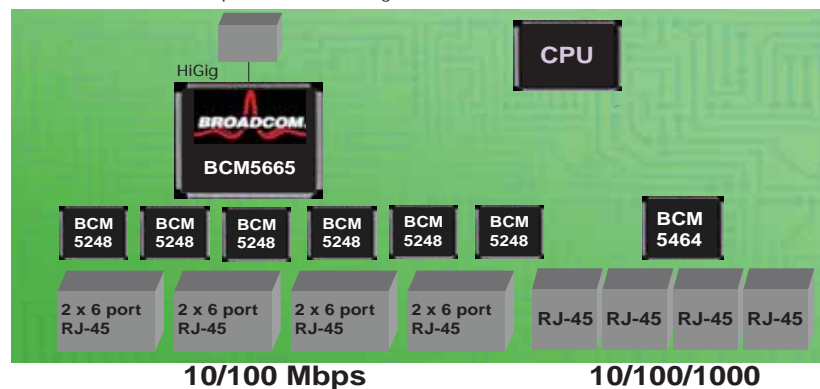 HiGig
CPU
BROADCOM.
BCM5665
BCM
5248
BCM
5248
BCM
5248
BCM
5248
BCM
5248
BCM
5248
BCM
5464
2 x 6 port
RJ-45
2 x 6 port
RJ-45
2 x 6 port
RJ-45
2 x 6 port
RJ-45
RJ-45
RJ-45
RJ-45
RJ-45
10/100 Mbps
10/100/1000